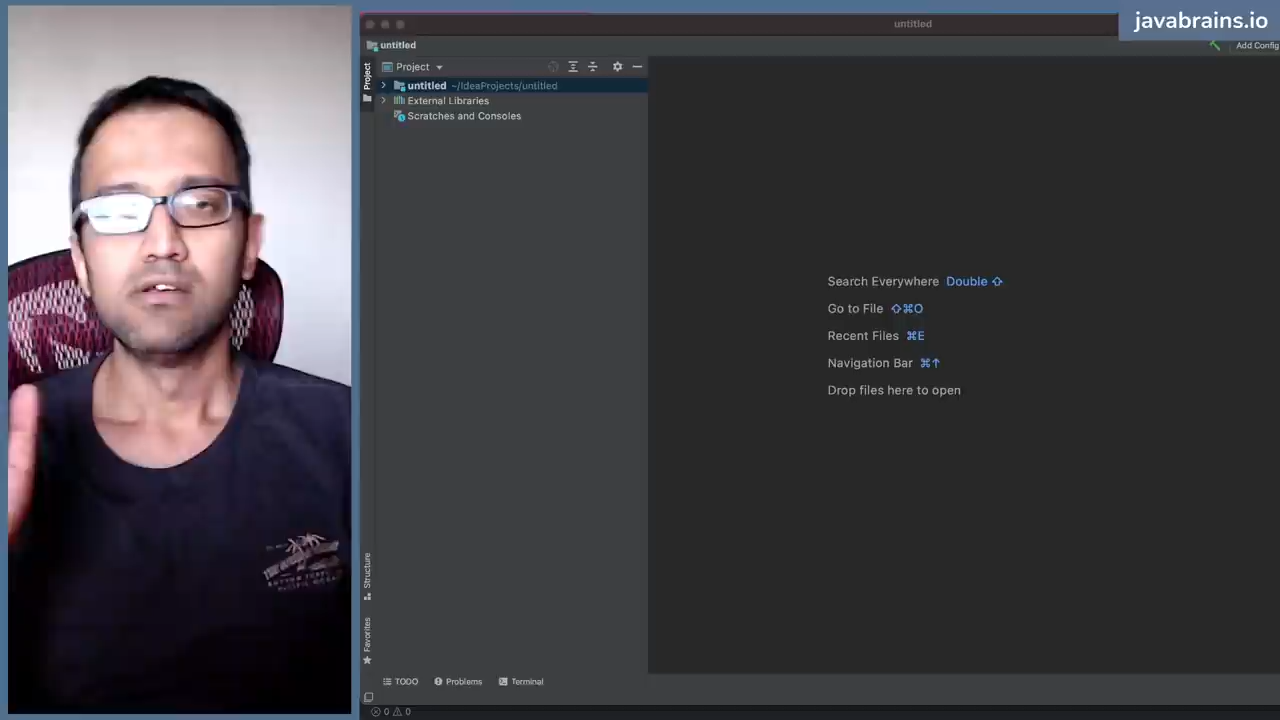 untitled
javabrains.io
untitled
Add Config
Project
Project
untitled ~/IdeaProjects/untitled
External Libraries
Scratches and Consoles
Search Everywhere Double ⇧
Go to File ⇧⌘O
Recent Files ⌘E
Navigation Bar ⌘↑
Drop files here to open
Structure
Favorites
TODO
Problems
Terminal
0 0